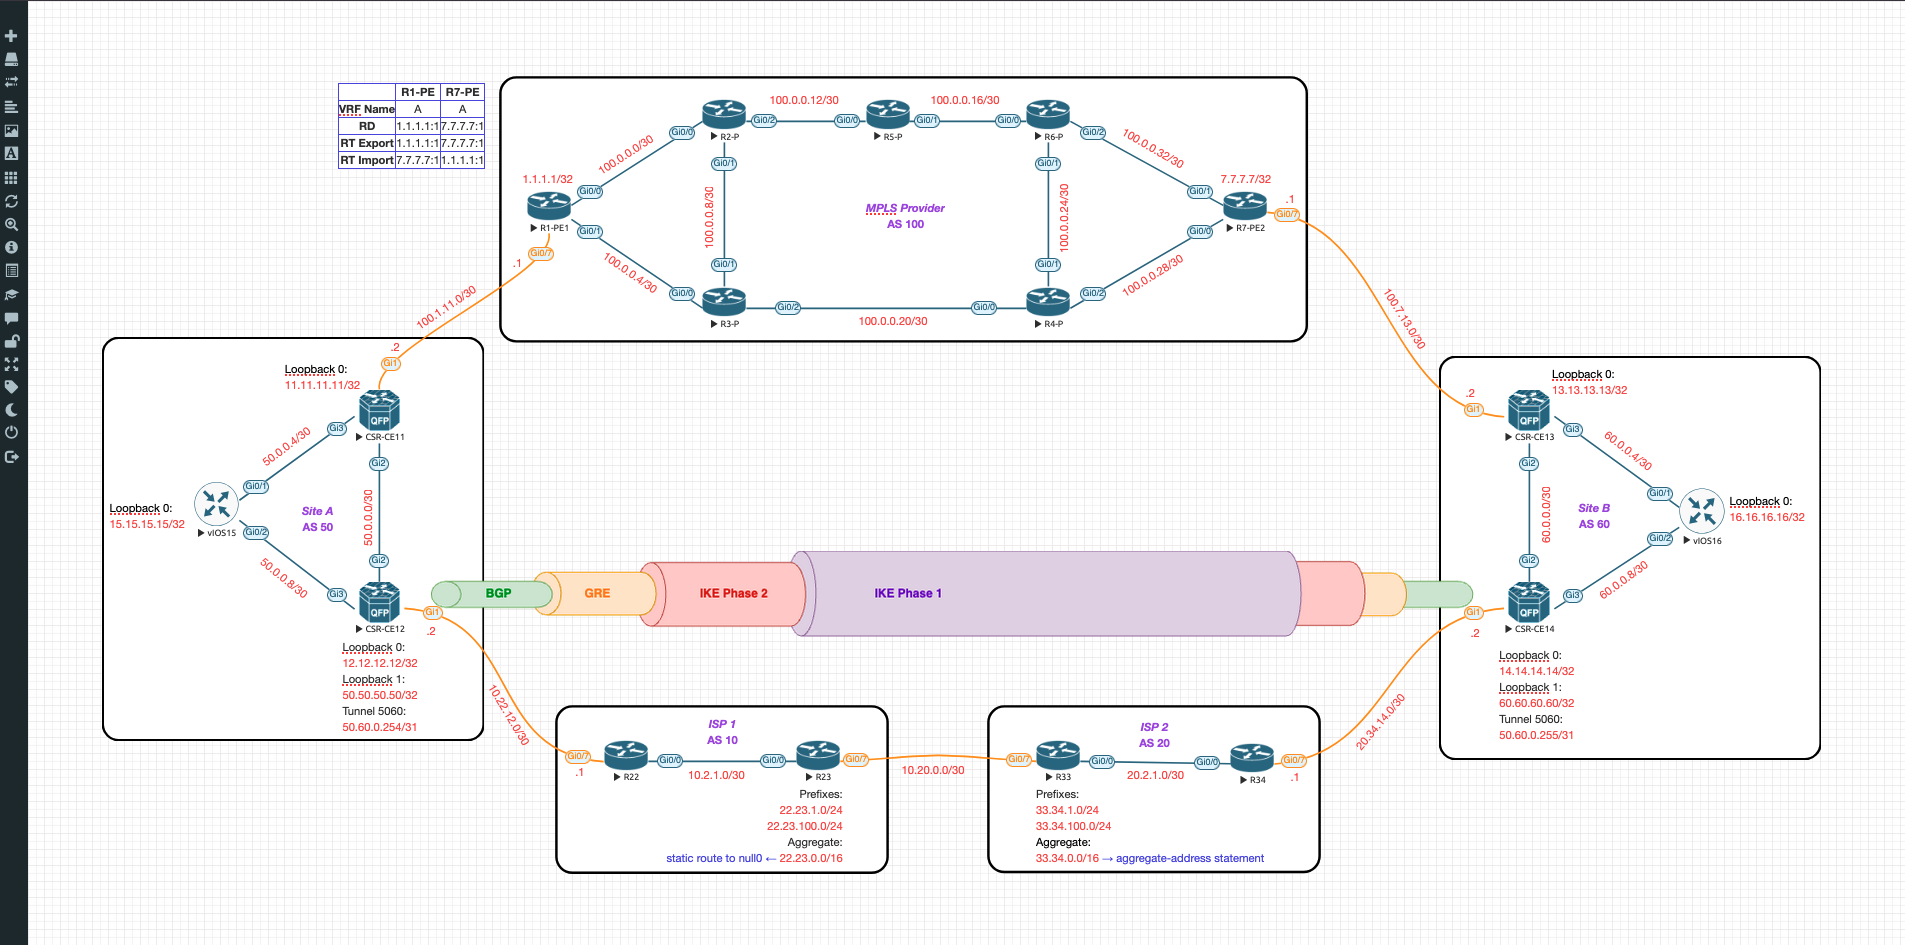 R1-PE R7-PE
VRF Name A A
RD 1.1.1.1:1 7.7.7.7:1
RT Export 1.1.1.1:1 7.7.7.7:1
RT Import 7.7.7.7:1 1.1.1.1:1
100.0.0.12/30
100.0.0.16/30
Gi0/0
R2-P
Gi0/2
Gi0/0
R5-P
Gi0/1
Gi0/0
R6-P
Gi0/2
100.0.0.0/30
Gi0/1
Gi0/1
100.0.0.32/30
1.1.1.1/32
Gi0/0
R1-PE1
Gi0/1
Gi0/7
.1
100.0.0.8/30
MPLS Provider
AS 100
100.0.0.24/30
7.7.7.7/32
Gi0/1
R7-PE2
Gi0/0
Gi0/7
.1
100.0.0.4/30
Gi0/1
Gi0/1
100.0.0.28/30
Gi0/0
R3-P
Gi0/2
100.0.0.20/30
Gi0/0
R4-P
Gi0/2
100.1.11.0/30
100.7.13.0/30
.2
Gi1
Loopback 0:
11.11.11.11/32
QFP
CSR-CE11
50.0.0.4/30
Gi3
Gi2
Gi0/1
Loopback 0:
15.15.15.15/32
vIOS15
Gi0/2
Site A
AS 50
50.0.0.0/30
50.0.0.8/30
Gi2
Gi3
QFP
CSR-CE12
Gi1
.2
Loopback 0:
12.12.12.12/32
Loopback 1:
50.50.50.50/32
Tunnel 5060:
50.60.0.254/31
BGP
GRE
IKE Phase 2
IKE Phase 1
Loopback 0:
13.13.13.13/32
.2
Gi1
QFP
CSR-CE13
Gi3
60.0.0.4/30
Gi2
Gi0/1
60.0.0.0/30
Site B
AS 60
Loopback 0:
16.16.16.16/32
vIOS16
Gi0/2
Gi2
60.0.0.8/30
Gi3
QFP
CSR-CE14
Gi1
.2
Loopback 0:
14.14.14.14/32
Loopback 1:
60.60.60.60/32
Tunnel 5060:
50.60.0.255/31
10.22.12.0/30
20.34.14.0/30
ISP 1
AS 10
Gi0/7
.1
R22
Gi0/0
10.2.1.0/30
Gi0/0
R23
Gi0/7
Prefixes:
22.23.1.0/24
22.23.100.0/24
Aggregate:
static route to null0 ← 22.23.0.0/16
10.20.0.0/30
ISP 2
AS 20
Gi0/7
R33
Gi0/0
20.2.1.0/30
Gi0/0
R34
Gi0/7
.1
Prefixes:
33.34.1.0/24
33.34.100.0/24
Aggregate:
33.34.0.0/16 → aggregate-address statement